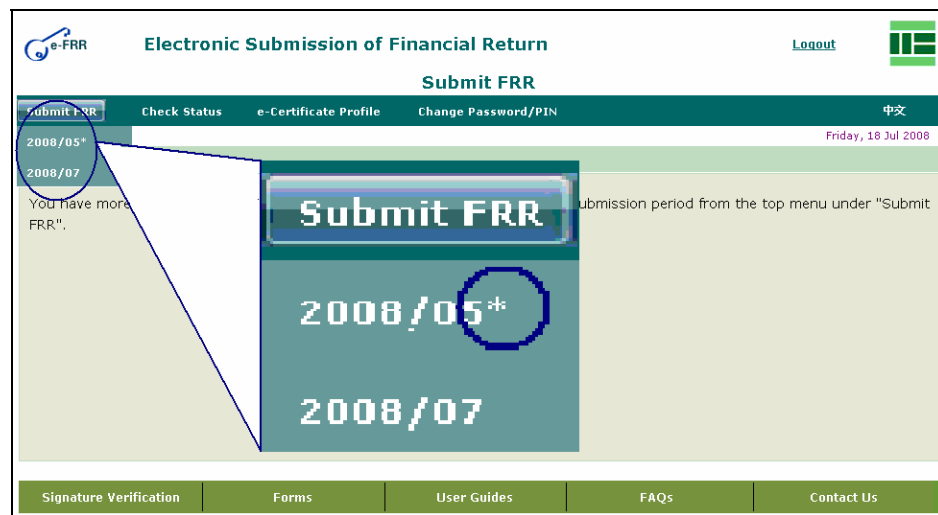 e-FRR
Electronic Submission of Financial Return
Logout
Submit FRR
Submit FRR Check Status e-Certificate Profile Change Password/PIN 中文
2008/05*
Friday, 18 Jul 2008
2008/07
You have more ubmission period from the top menu under "Submit
FRR".
Submit FRR
2008/05*
2008/07
Signature Verification Forms User Guides FAQs Contact Us